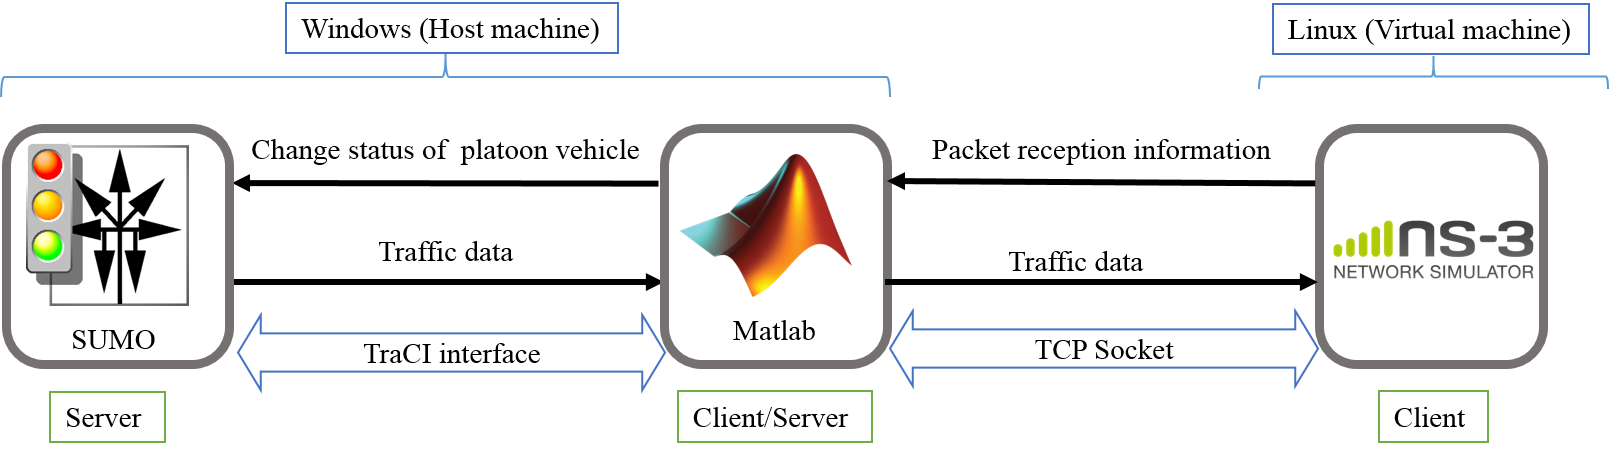 Windows (Host machine)
Linux (Virtual machine)
Change status of platoon vehicle
Packet reception information
Traffic data
Traffic data
ns-3
NETWORK SIMULATOR
SUMO
Matlab
TraCI interface
TCP Socket
Server
Client/Server
Client